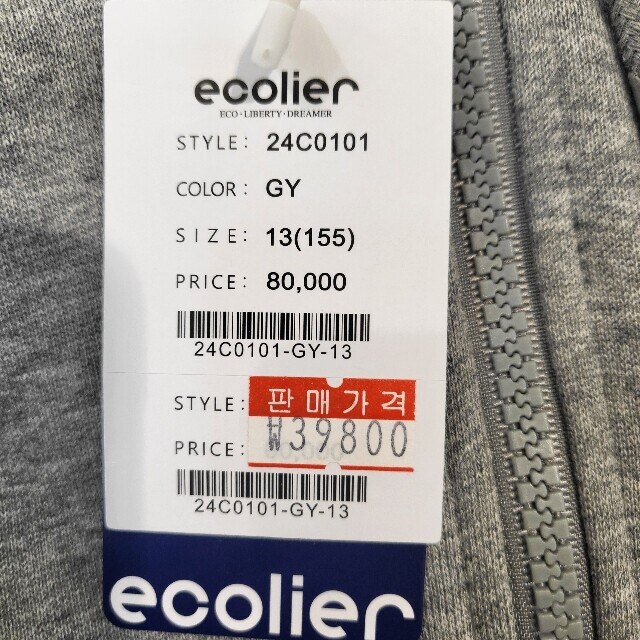 ecolier
ECO·LIBERTY·DREAMER
STYLE: 24C0101
COLOR: GY
SIZE: 13(155)
PRICE: 80,000
24C0101-GY-13
STYLE: 판매가격
PRICE: ₩39800
24C0101-GY-13
ecolier